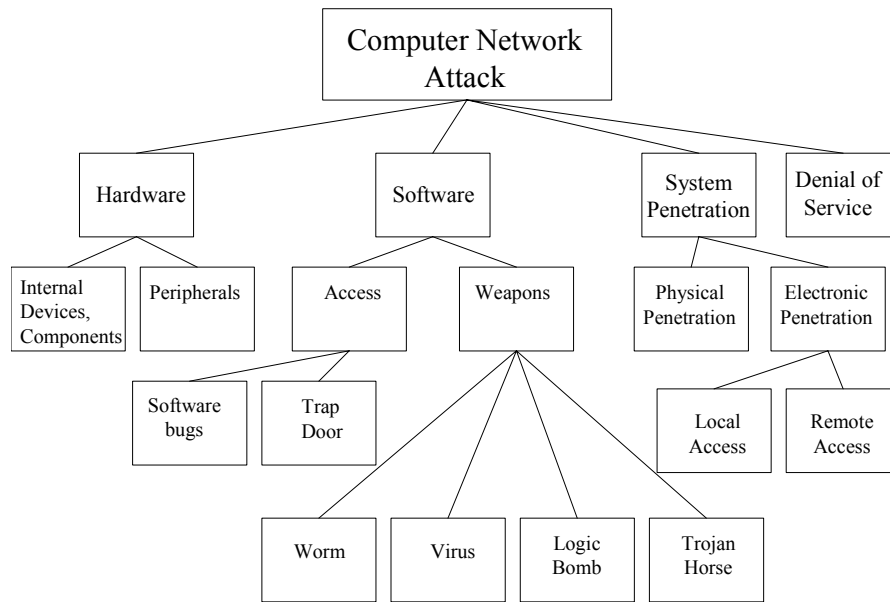 Computer Network
Attack
Hardware
Software
System
Penetration
Denial of
Service
Internal
Devices,
Components
Peripherals
Access
Weapons
Physical
Penetration
Electronic
Penetration
Software
bugs
Trap
Door
Local
Access
Remote
Access
Worm
Virus
Logic
Bomb
Trojan
Horse